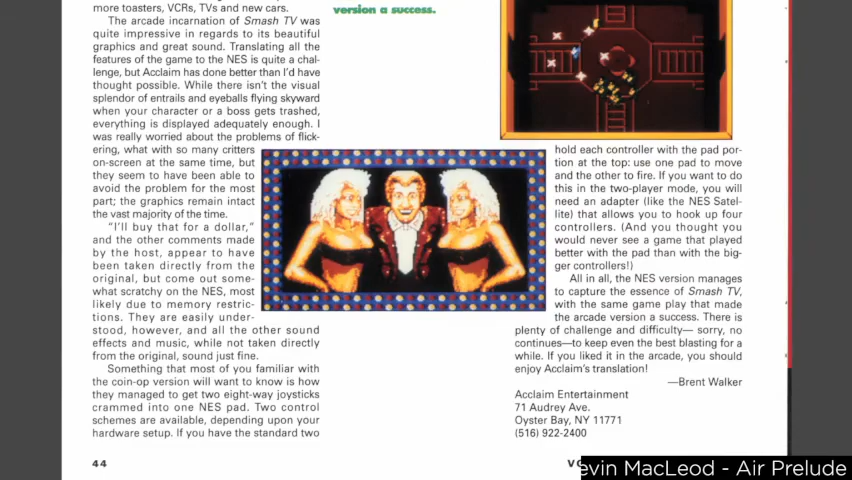 more toasters, VCRs, TVs and new cars.
The arcade incarnation of Smash TV was
quite impressive in regards to its beautiful
graphics and great sound. Translating all the
features of the game to the NES is quite a chal-
lenge, but Acclaim has done better than I'd have
thought possible. While there isn't the visual
splendor of entrails and eyeballs flying skyward
when your character or a boss gets trashed,
everything is displayed adequately enough. I
was really worried about the problems of flick-
ering, what with so many critters
on-screen at the same time, but
they seem to have been able to
avoid the problem for the most
part; the graphics remain intact
the vast majority of the time.
"I'll buy that for a dollar,"
and the other comments made
by the host, appear to have
been taken directly from the
original, but come out some-
what scratchy on the NES, most
likely due to memory restric-
tions. They are easily under-
stood, however, and all the other sound
effects and music, while not taken directly
from the original, sound just fine.
Something that most of you familiar with
the coin-op version will want to know is how
they managed to get two eight-way joysticks
crammed into one NES pad. Two control
schemes are available, depending upon your
hardware setup. If you have the standard two
version a success.
hold each controller with the pad por-
tion at the top: use one pad to move
and the other to fire. If you want to do
this in the two-player mode, you will
need an adapter (like the NES Satel-
lite) that allows you to hook up four
controllers. (And you thought you
would never see a game that played
better with the pad than with the big-
ger controllers!)
All in all, the NES version manages
to capture the essence of Smash TV,
with the same game play that made
the arcade version a success. There is
plenty of challenge and difficulty— sorry, no
continues—to keep even the best blasting for a
while. If you liked it in the arcade, you should
enjoy Acclaim's translation!
—Brent Walker
Acclaim Entertainment
71 Audrey Ave.
Oyster Bay, NY 11771
(516) 922-2400
44
evin MacLeod - Air Prelude